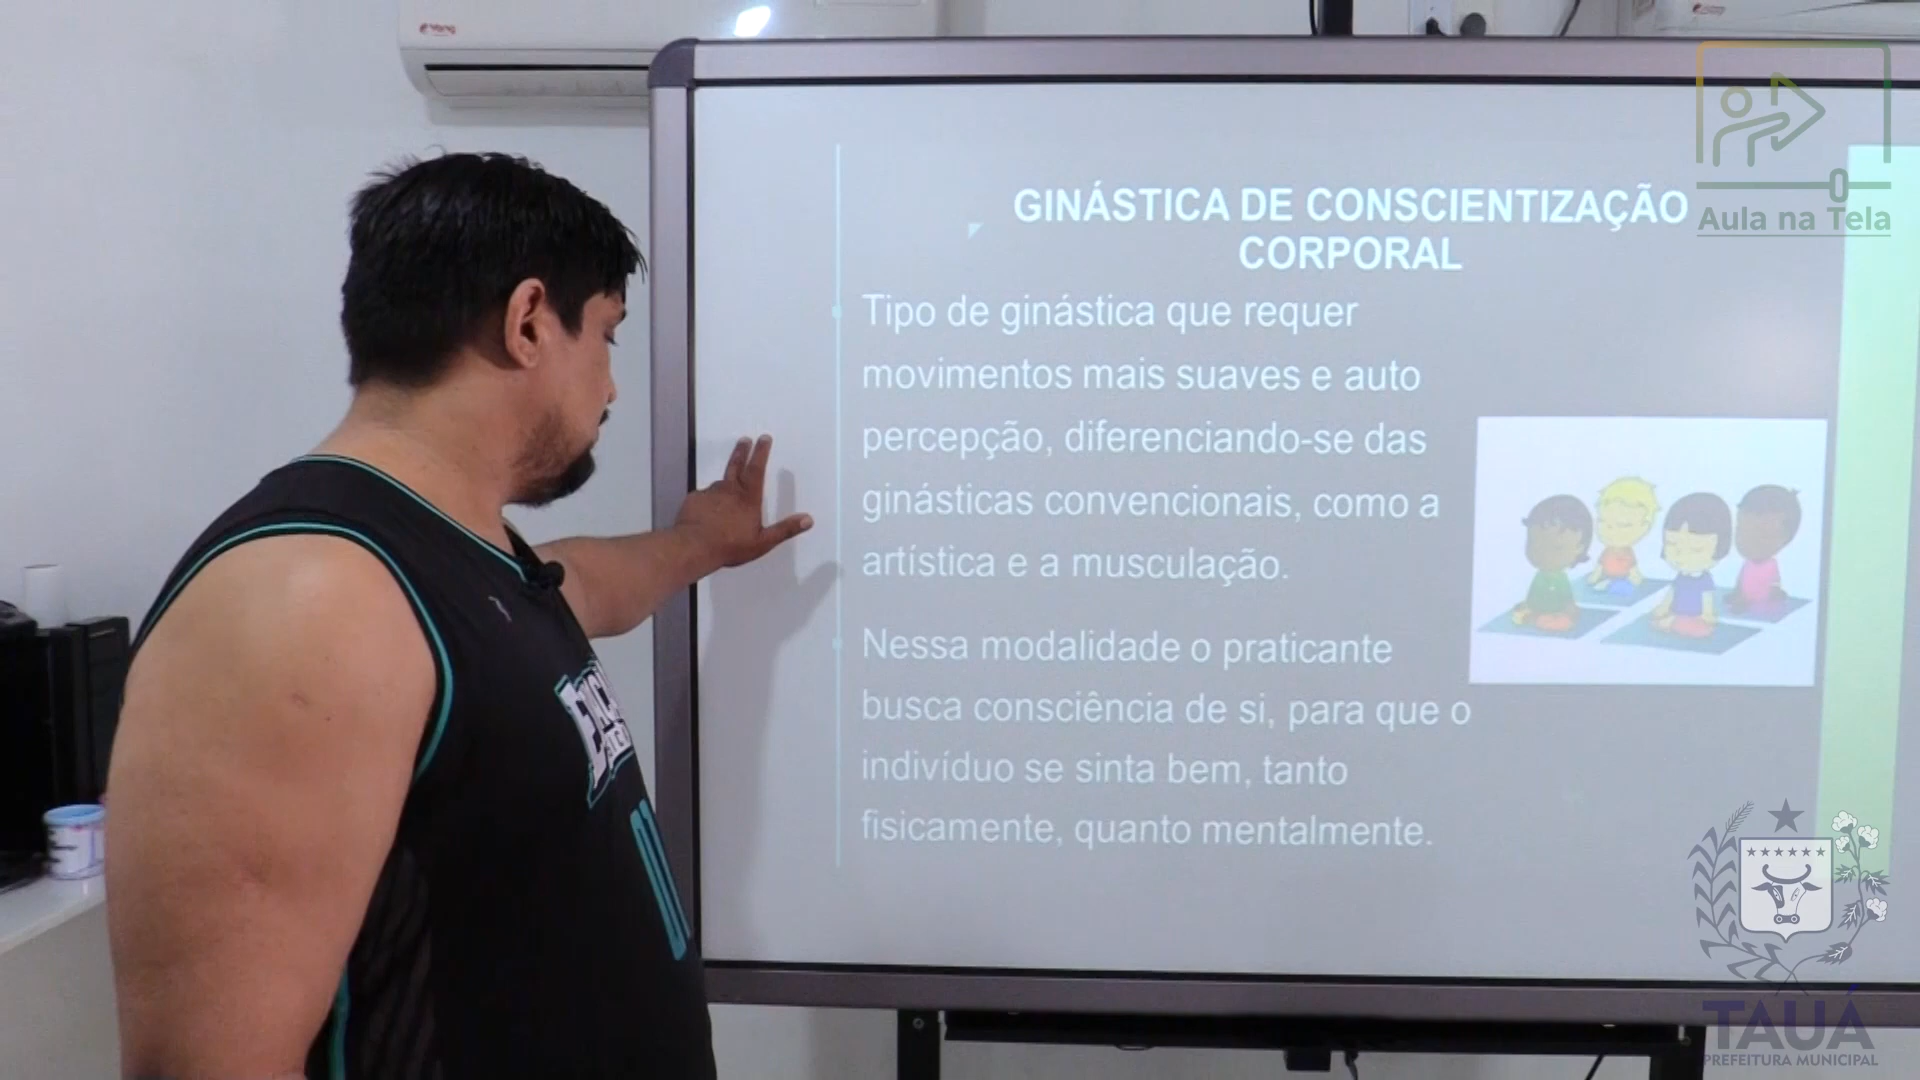 GINÁSTICA DE CONSCIENTIZAÇÃO
CORPORAL
Tipo de ginástica que requer
movimentos mais suaves e auto
percepção, diferenciando-se das
ginásticas convencionais, como a
artística e a musculação.
Nessa modalidade o praticante
busca consciência de si, para que o
indivíduo se sinta bem, tanto
fisicamente, quanto mentalmente.
Aula na Tela
TAUÁ
PREFEITURA MUNICIPAL